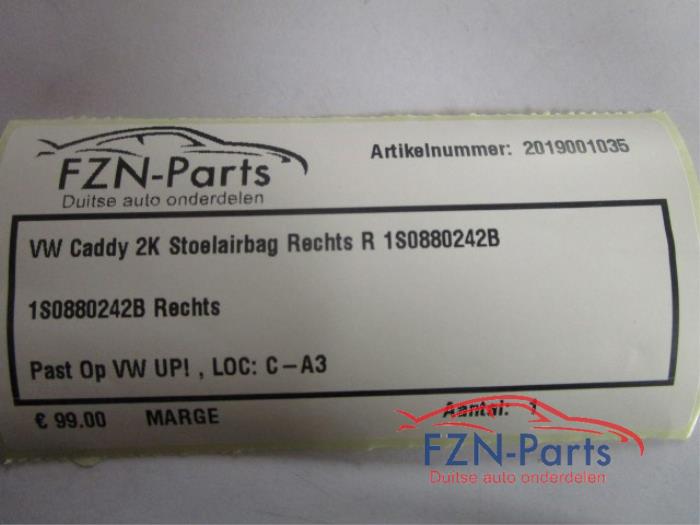 FZN-Parts
Duitse auto onderdelen
Artikelnummer: 2019001035
VW Caddy 2K Stoelairbag Rechts R 1S0880242B
1S0880242B Rechts
Past Op VW UP! , LOC: C-A3
€ 99.00 MARGE Aantal: 1
FZN-Parts
Duitse auto onderdelen